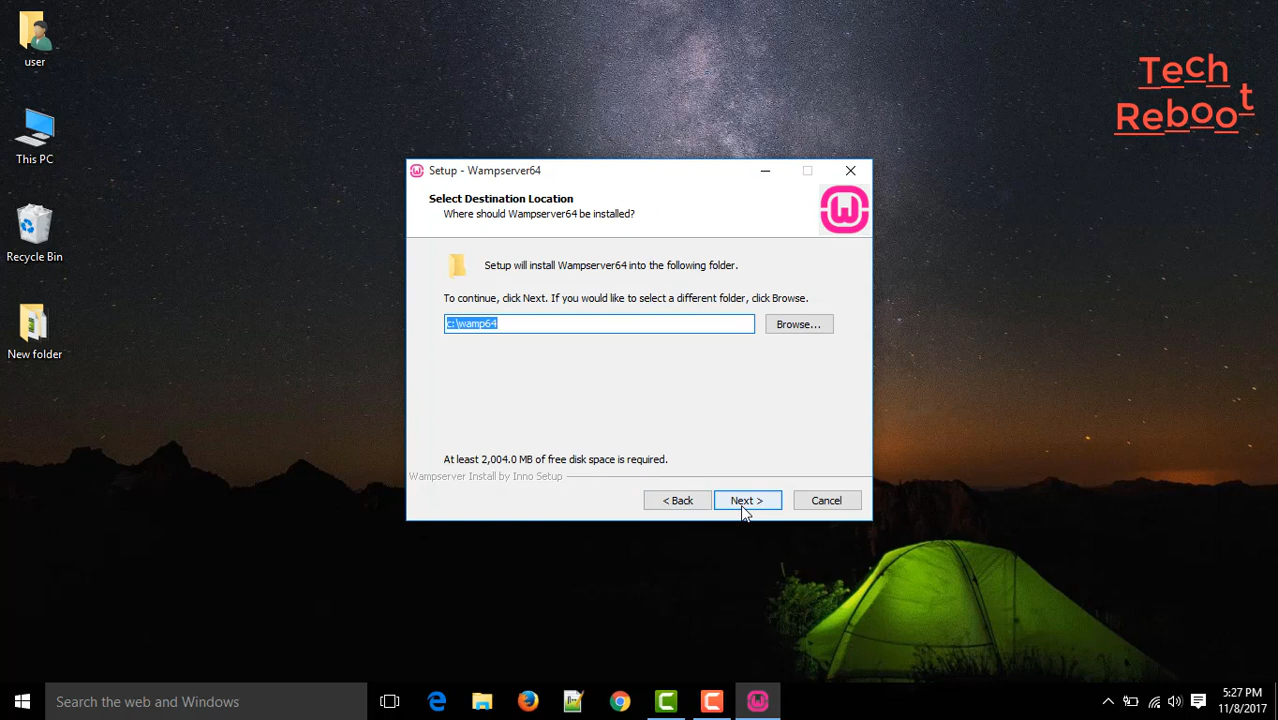 user
This PC
Recycle Bin
New folder
Tech
Reboot
Setup - Wampserver64
Select Destination Location
Where should Wampserver64 be installed?
W
Setup will install Wampserver64 into the following folder.
To continue, click Next. If you would like to select a different folder, click Browse.
c:\wamp64
Browse...
At least 2,004.0 MB of free disk space is required.
Wampserver Install by Inno Setup
< Back
Next >
Cancel
Search the web and Windows
5:27 PM
11/8/2017